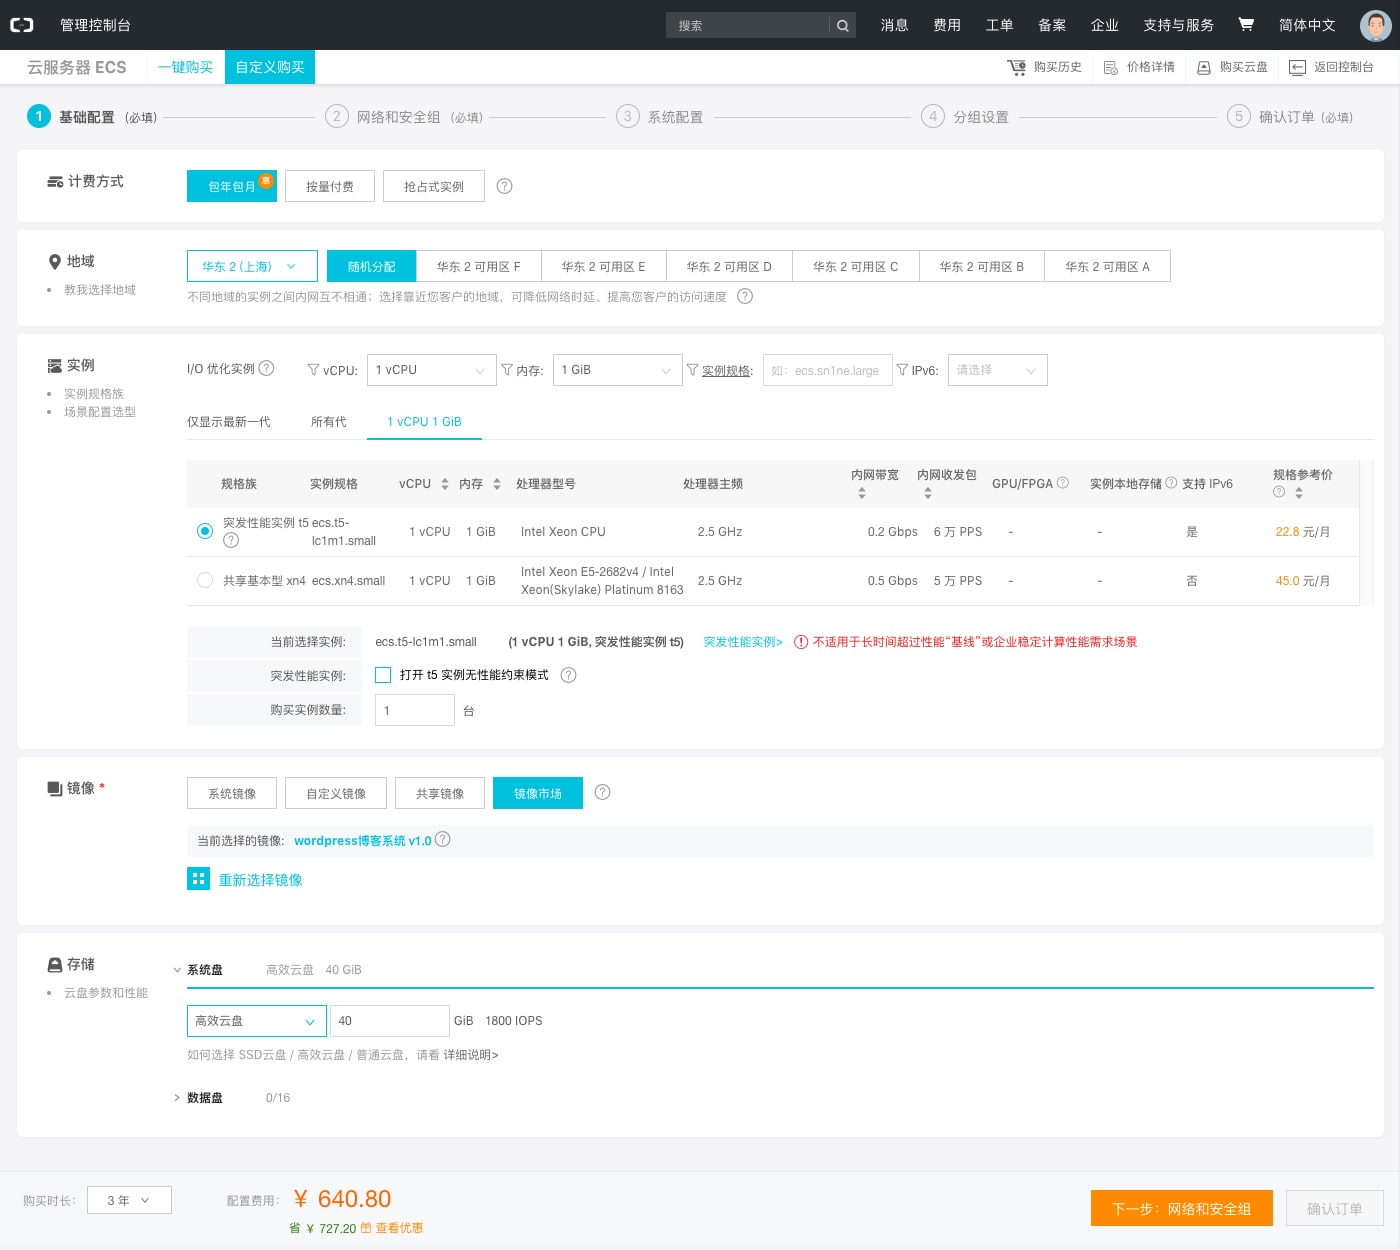 管理控制台
搜索
消息 费用 工单 备案 企业 支持与服务 简体中文
云服务器 ECS 一键购买 自定义购买 购买历史 价格详情 购买云盘 返回控制台
1 基础配置 (必填) 2 网络和安全组 (必填) 3 系统配置 4 分组设置 5 确认订单 (必填)
计费方式
包年包月 惠 按量付费 抢占式实例 ?
地域
教我选择地域
华东 2 (上海) 随机分配 华东 2 可用区 F 华东 2 可用区 E 华东 2 可用区 D 华东 2 可用区 C 华东 2 可用区 B 华东 2 可用区 A
不同地域的实例之间内网互不相通；选择靠近您客户的地域，可降低网络时延、提高您客户的访问速度 ?
实例
实例规格族
场景配置选型
I/O 优化实例 ? vCPU: 1 vCPU 内存: 1 GiB 实例规格: 如：ecs.sn1ne.large IPv6: 请选择
仅显示最新一代 所有代 1 vCPU 1 GiB
规格族 实例规格 vCPU 内存 处理器型号 处理器主频 内网带宽 内网收发包 GPU/FPGA ? 实例本地存储 ? 支持 IPv6 规格参考价 ?
突发性能实例 t5 ? ecs.t5-lc1m1.small 1 vCPU 1 GiB Intel Xeon CPU 2.5 GHz 0.2 Gbps 6 万 PPS - - 是 22.8 元/月
共享基本型 xn4 ecs.xn4.small 1 vCPU 1 GiB Intel Xeon E5-2682v4 / Intel Xeon(Skylake) Platinum 8163 2.5 GHz 0.5 Gbps 5 万 PPS - - 否 45.0 元/月
当前选择实例: ecs.t5-lc1m1.small (1 vCPU 1 GiB, 突发性能实例 t5) 突发性能实例> ! 不适用于长时间超过性能“基线”或企业稳定计算性能需求场景
突发性能实例: 打开 t5 实例无性能约束模式 ?
购买实例数量: 1 台
镜像 *
系统镜像 自定义镜像 共享镜像 镜像市场 ?
当前选择的镜像: wordpress博客系统 v1.0 ?
重新选择镜像
存储
云盘参数和性能
系统盘 高效云盘 40 GiB
高效云盘 40 GiB 1800 IOPS
如何选择 SSD云盘 / 高效云盘 / 普通云盘，请看 详细说明>
数据盘 0/16
购买时长: 3 年 配置费用: ¥ 640.80
省 ¥ 727.20 查看优惠
下一步：网络和安全组 确认订单